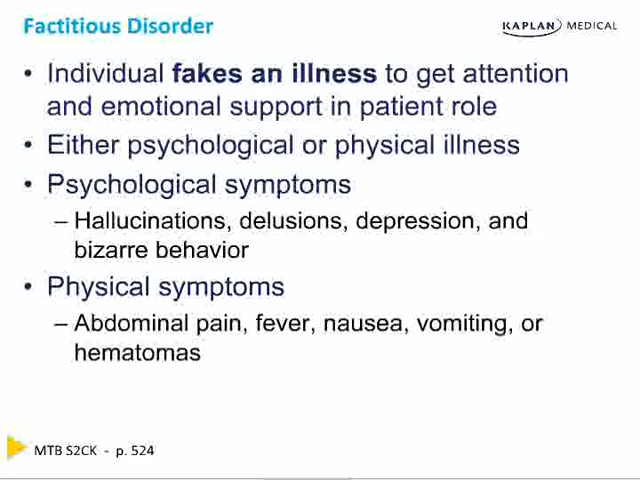 Factitious Disorder
KAPLAN MEDICAL
• Individual fakes an illness to get attention
and emotional support in patient role
• Either psychological or physical illness
• Psychological symptoms
– Hallucinations, delusions, depression, and
bizarre behavior
• Physical symptoms
– Abdominal pain, fever, nausea, vomiting, or
hematomas
MTB S2CK - p. 524